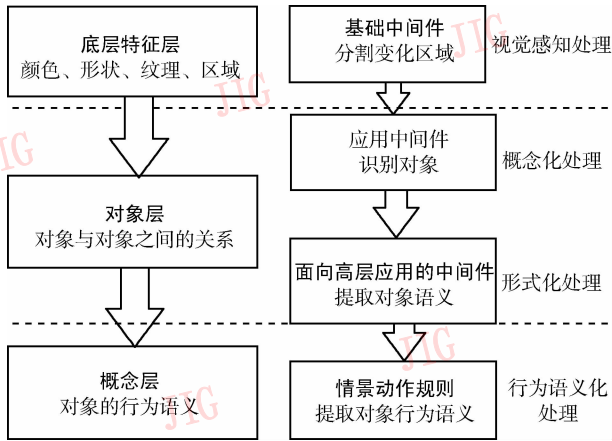 底层特征层
颜色、形状、纹理、区域
基础中间件
分割变化区域
视觉感知处理
应用中间件
识别对象
概念化处理
对象层
对象与对象之间的关系
面向高层应用的中间件
提取对象语义
形式化处理
概念层
对象的行为语义
情景动作规则
提取对象行为语义
行为语义化
处理
JIG
JIG
JIG
JIG
JIG